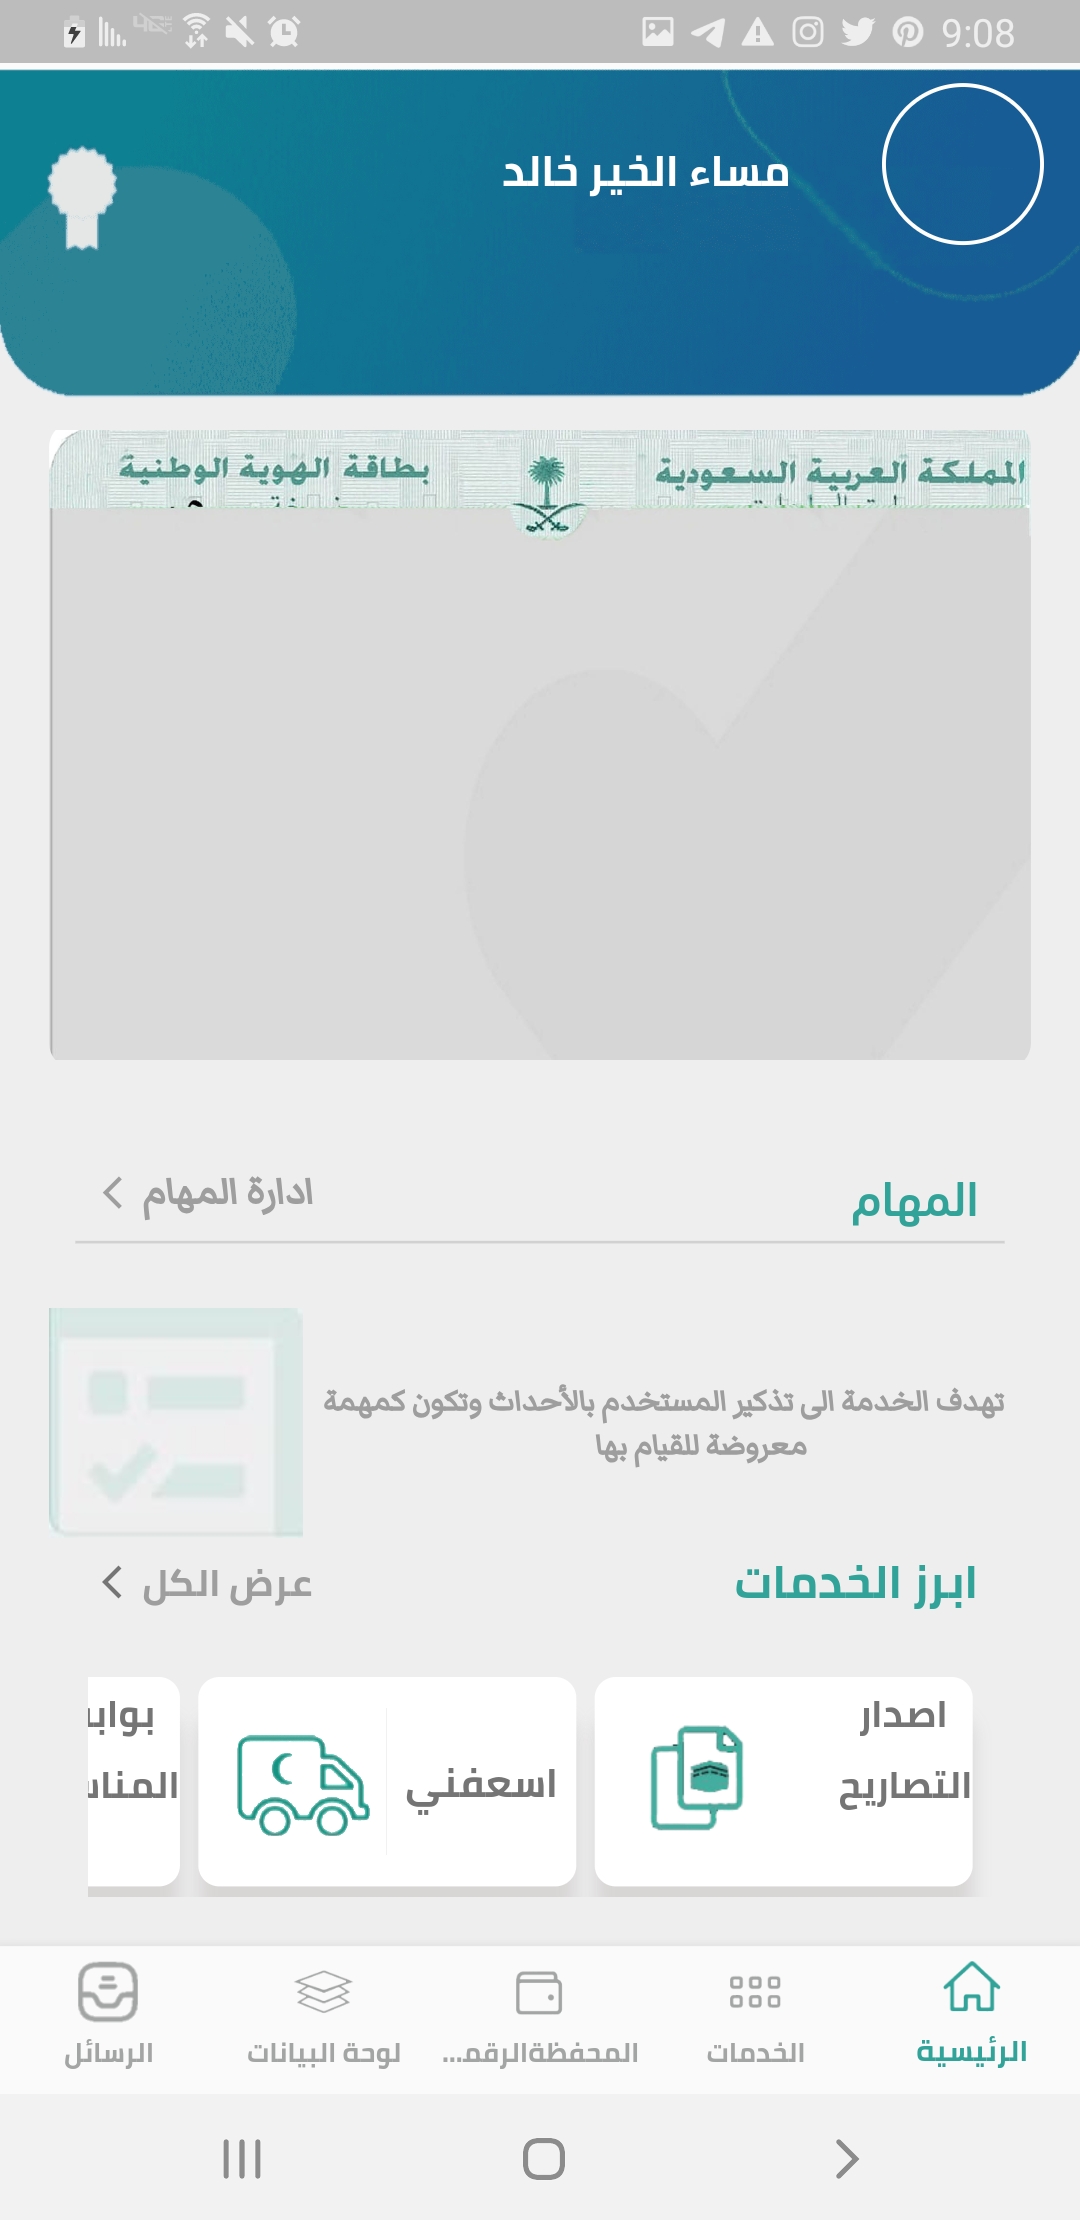 9:08
مساء الخير خالد
المملكة العربية السعودية
بطاقة الهوية الوطنية
المهام
ادارة المهام
تهدف الخدمة الى تذكير المستخدم بالأحداث وتكون كمهمة
معروضة للقيام بها
ابرز الخدمات
عرض الكل
اصدار
التصاريح
اسعفني
الرئيسية
الخدمات
المحفظةالرقمـ...
لوحة البيانات
الرسائل